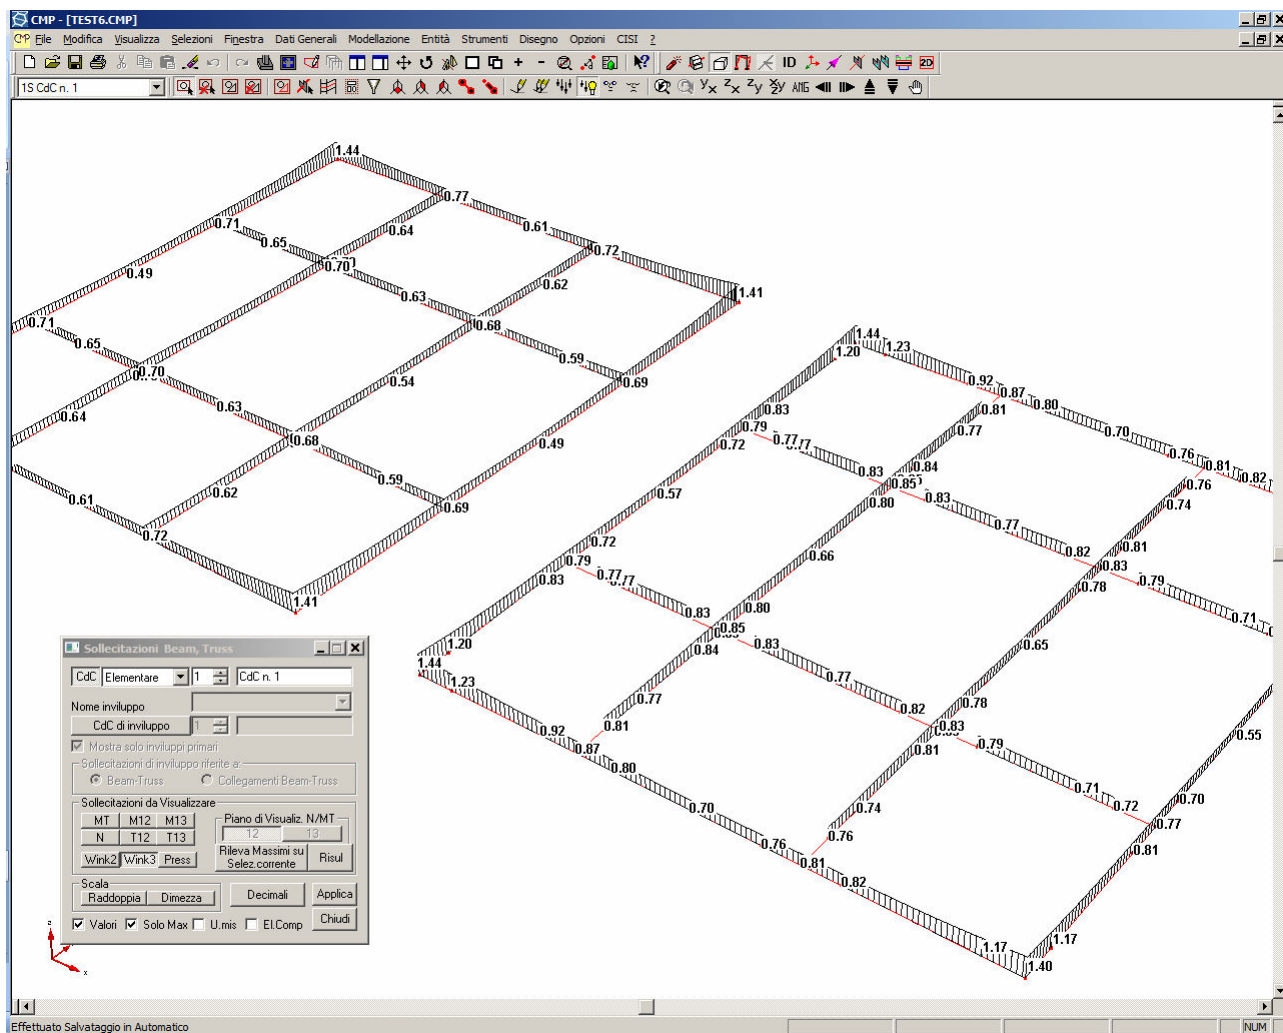 CMP - [TEST6.CMP]
CMP File Modifica Visualizza Selezioni Finestra Dati Generali Modellazione Entità Strumenti Disegno Opzioni CISI ?
ID 2D
1S CdC n. 1 yx zx zy zy ANG
1.44
0.77
0.71 0.64 0.61
0.65 0.72
0.49 0.70
0.62
0.63 1.41
0.71 0.68
0.65 0.59
0.70 0.54 0.69
0.64 0.63
0.68 0.49
0.62 0.59
0.61 0.69
0.72
1.41
1.44
1.20 1.23
0.92
0.83 0.87 0.80
0.79 0.81
0.72 0.77 0.77 0.70
0.83 0.84 0.76 0.81 0.82
0.57 0.85 0.83 0.76
0.80 0.74
0.77
0.72 0.66 0.82 0.81
0.79 0.83
0.83 0.77 0.78 0.79
0.80 0.83 0.71
0.85 0.83
1.20 0.84 0.65
1.44 0.77
1.23 0.77 0.82 0.78
0.81 0.83 0.55
0.92 0.87 0.81 0.79
0.80 0.71
0.70 0.74 0.72 0.70
0.76 0.76 0.77
0.81 0.81
0.82
1.17 1.17
1.40
Sollecitazioni Beam, Truss
CdC Elementare 1 CdC n. 1
Nome inviluppo
CdC di inviluppo 1
Mostra solo inviluppi primari
Sollecitazioni di inviluppo riferite a:
Beam-Truss Collegamenti Beam-Truss
Sollecitazioni da Visualizzare
MT M12 M13 Piano di Visualiz. N/MT
N T12 T13 12 13
Wink2 Wink3 Press Rileva Massimi su Selez.corrente Risul
Scala
Raddoppia Dimezza Decimali Applica
Valori Solo Max U.mis El.Comp Chiudi
z
x
Effettuato Salvataggio in Automatico NUM